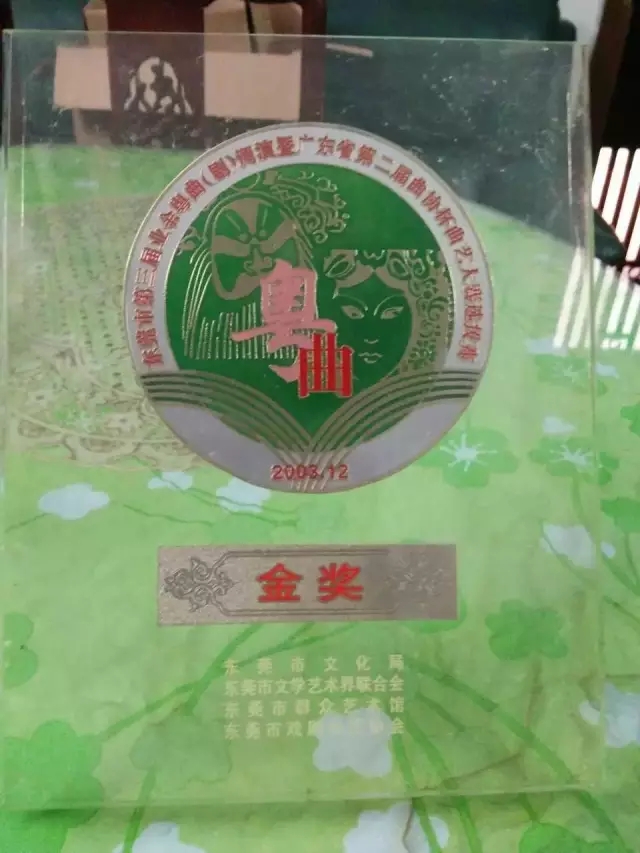 东莞市第三届业余粤曲(剧)汇演暨广东省第二届曲协杯曲艺大赛选拔赛
粤
曲
2003.12
金奖
东莞市文化局
东莞市文学艺术界联合会
东莞市群众艺术馆
东莞市戏剧 会